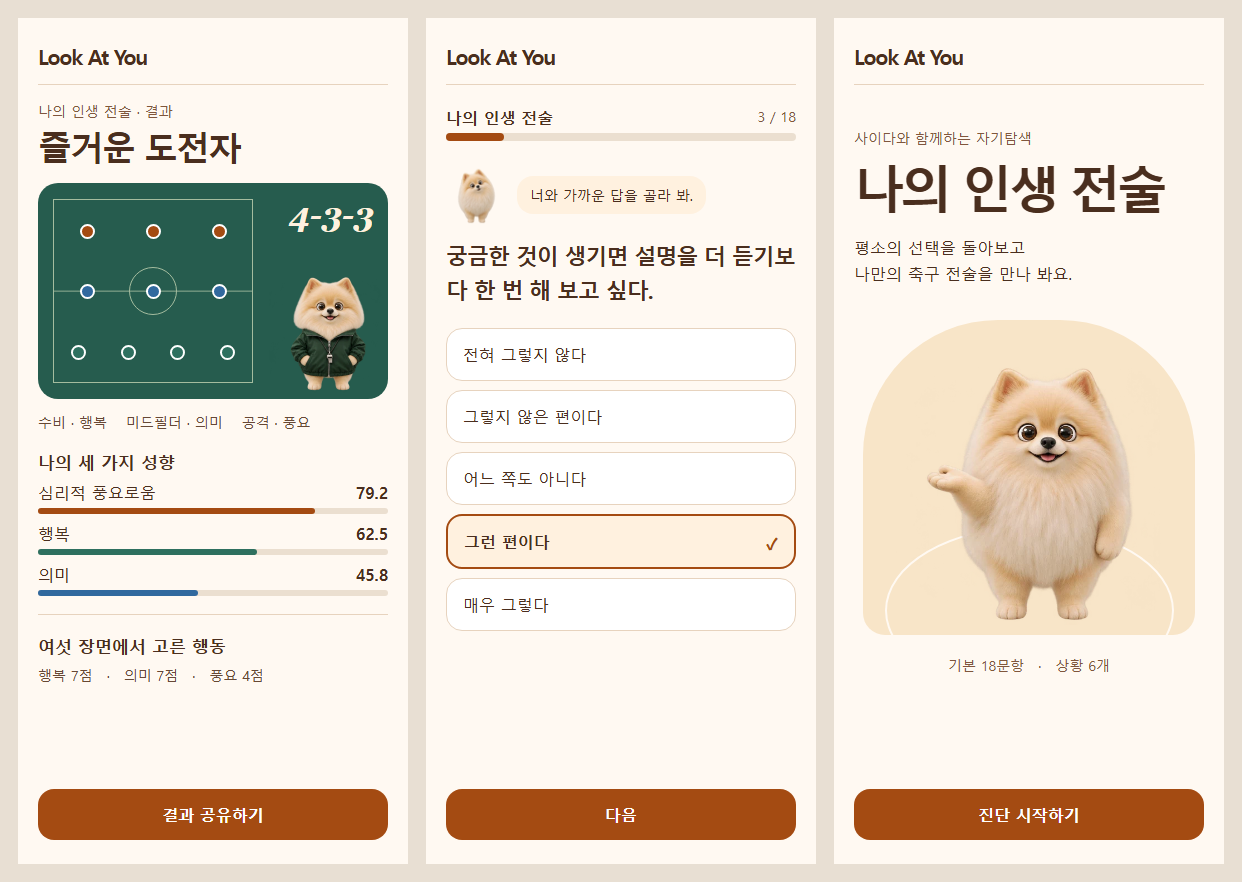 Look At You
나의 인생 전술 · 결과
즐거운 도전자
4-3-3
수비 · 행복 미드필더 · 의미 공격 · 풍요
나의 세 가지 성향
심리적 풍요로움 79.2
행복 62.5
의미 45.8
여섯 장면에서 고른 행동
행복 7점 · 의미 7점 · 풍요 4점
결과 공유하기
Look At You
나의 인생 전술 3 / 18
너와 가까운 답을 골라 봐.
궁금한 것이 생기면 설명을 더 듣기보
다 한 번 해 보고 싶다.
전혀 그렇지 않다
그렇지 않은 편이다
어느 쪽도 아니다
그런 편이다
매우 그렇다
다음
Look At You
사이다와 함께하는 자기탐색
나의 인생 전술
평소의 선택을 돌아보고
나만의 축구 전술을 만나 봐요.
기본 18문항 · 상황 6개
진단 시작하기